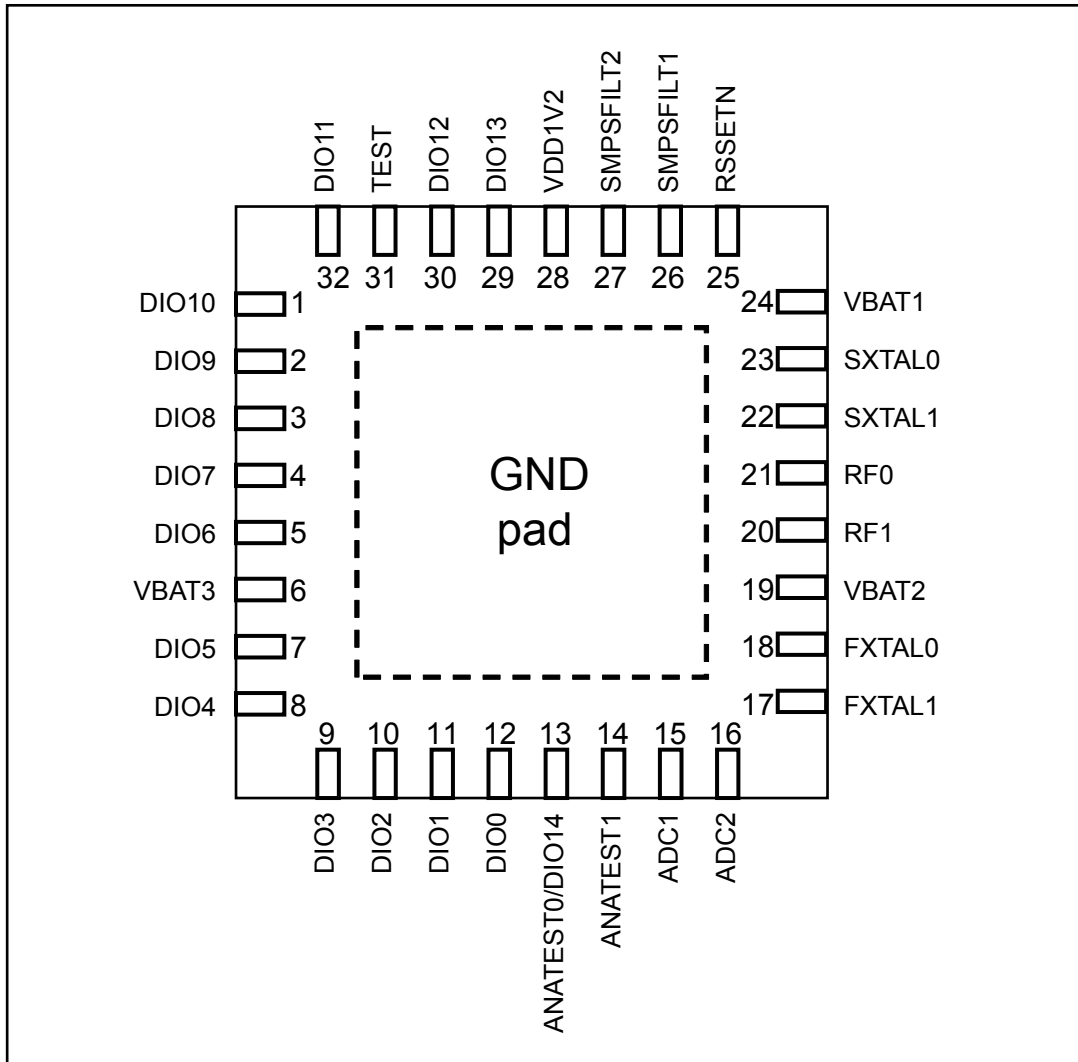 DIO11
TEST
DIO12
DIO13
VDD1V2
SMPSFILT2
SMPSFILT1
RSSETN
32
31
30
29
28
27
26
25
DIO10
1
DIO9
2
DIO8
3
DIO7
4
DIO6
5
VBAT3
6
DIO5
7
DIO4
8
GND
pad
24
VBAT1
23
SXTAL0
22
SXTAL1
21
RF0
20
RF1
19
VBAT2
18
FXTAL0
17
FXTAL1
9
10
11
12
13
14
15
16
DIO3
DIO2
DIO1
DIO0
ANATEST0/DIO14
ANATEST1
ADC1
ADC2